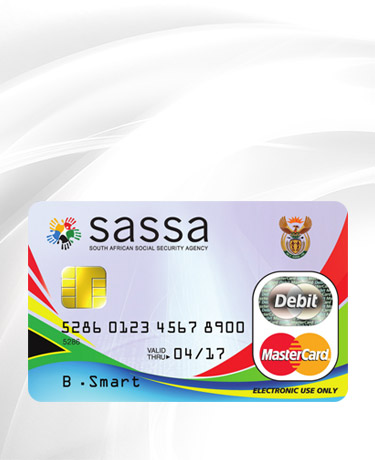 sassa
SOUTH AFRICAN SOCIAL SECURITY AGENCY
Debit
5286 0123 4567 8900
5286
VALID
THRU 04/17
MasterCard
B .Smart
ELECTRONIC USE ONLY